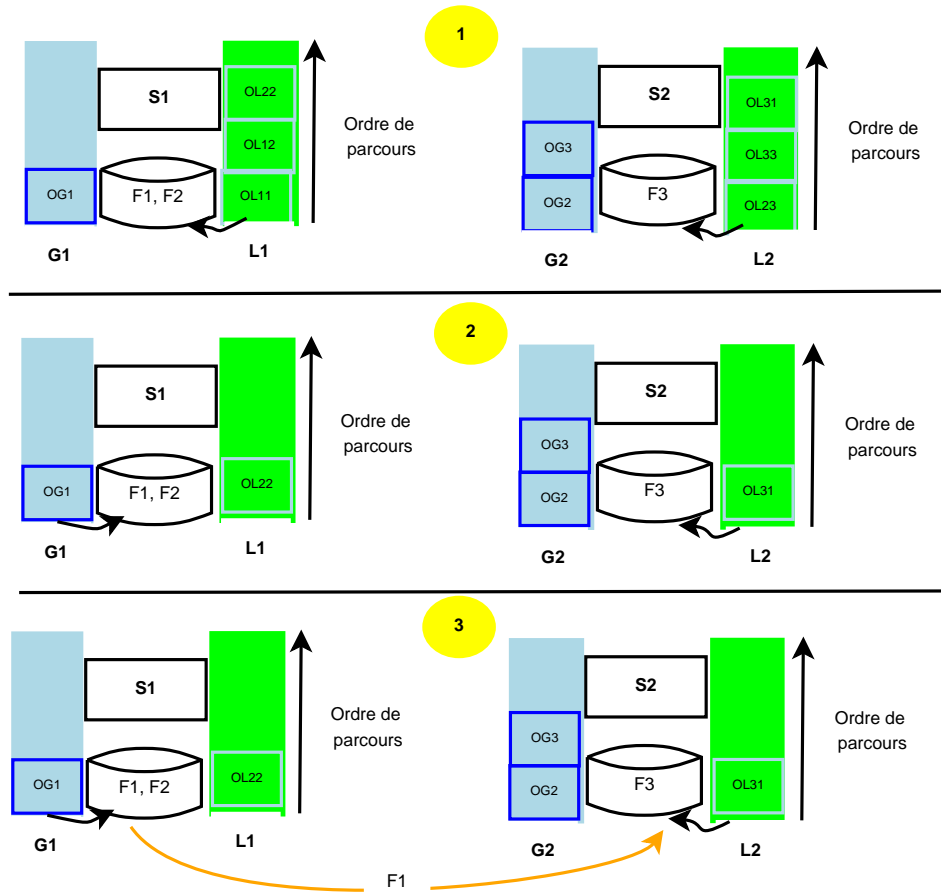 1
S1
OL22
Ordre de
parcours
OL12
OG1
F1, F2
OL11
G1
L1
S2
OL31
Ordre de
parcours
OG3
OL33
OG2
F3
OL23
G2
L2
2
S1
Ordre de
parcours
OG1
F1, F2
OL22
G1
L1
S2
Ordre de
parcours
OG3
OG2
F3
OL31
G2
L2
3
S1
Ordre de
parcours
OG1
F1, F2
OL22
G1
L1
S2
Ordre de
parcours
OG3
OG2
F3
OL31
G2
L2
F1